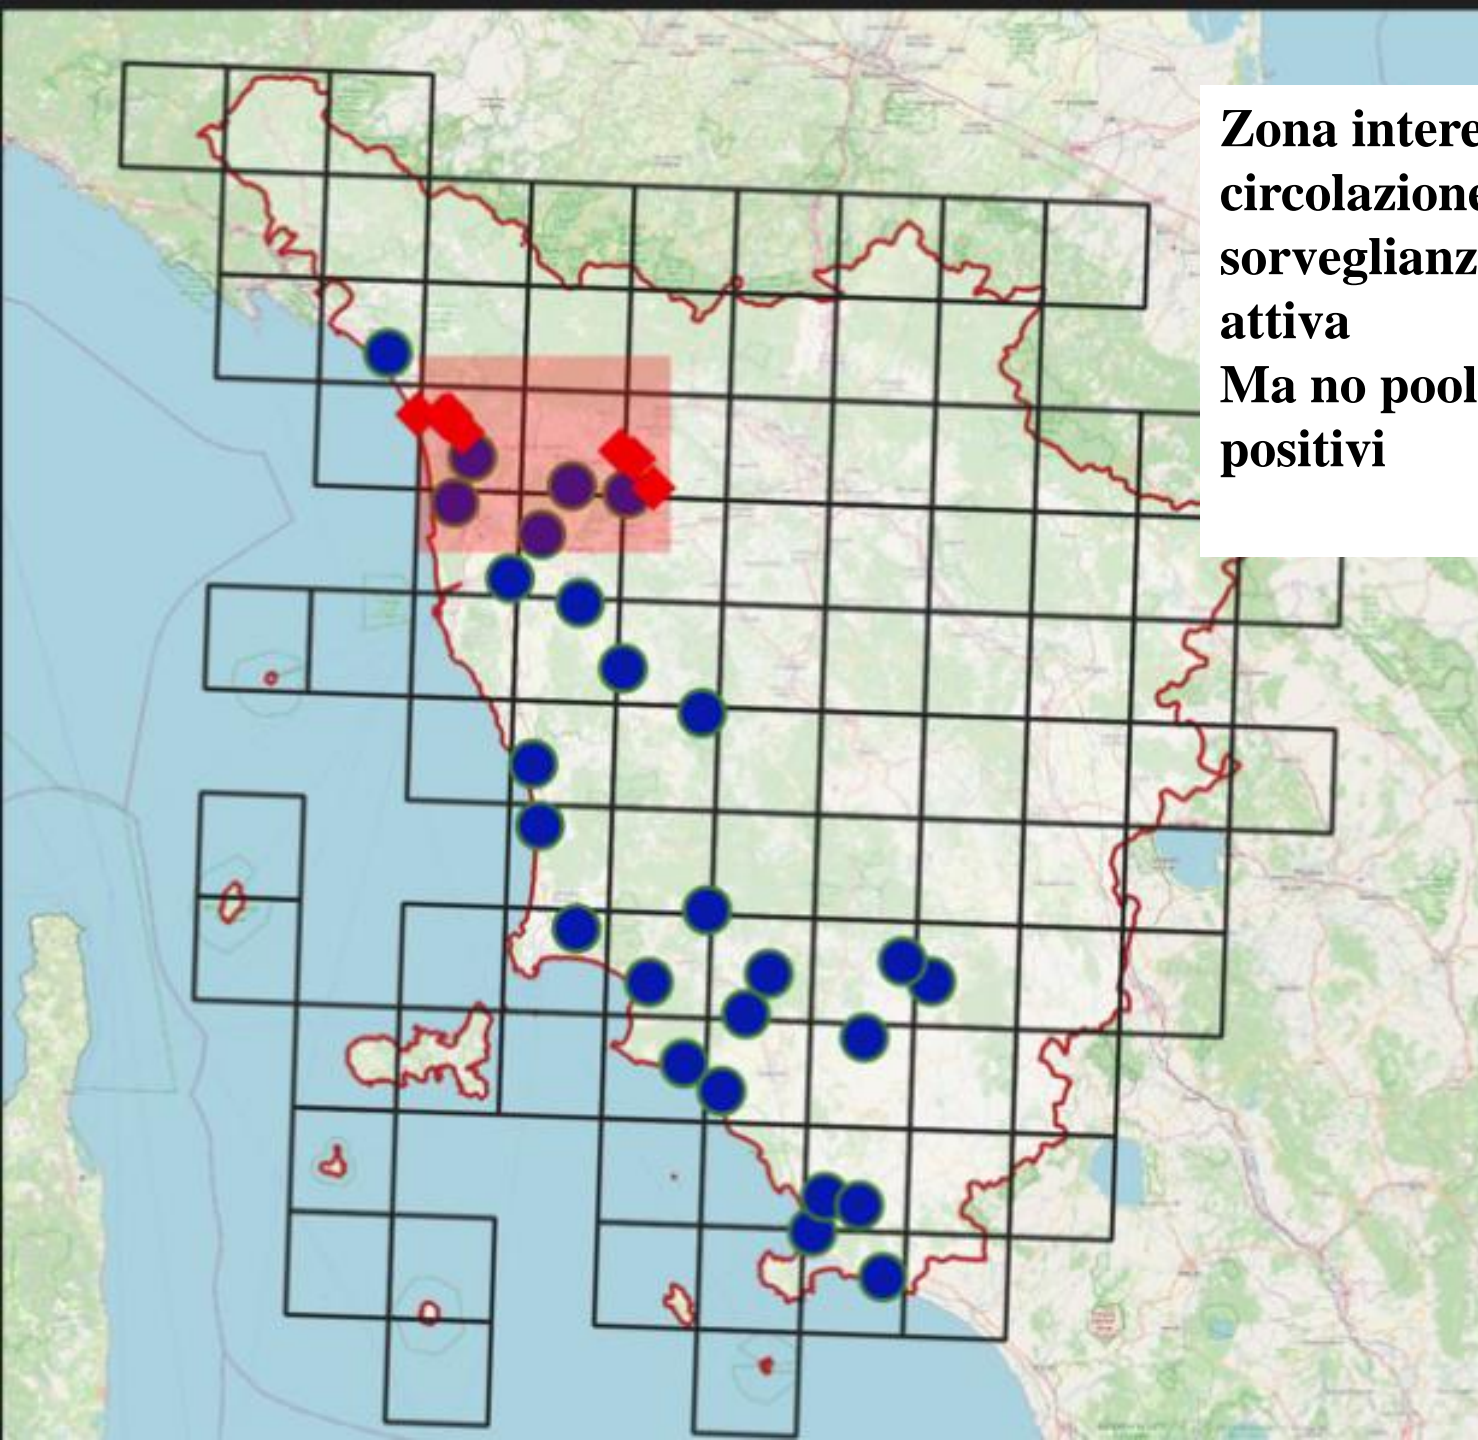 Zona intere
circolazione
sorveglianz
attiva
Ma no pool
positivi